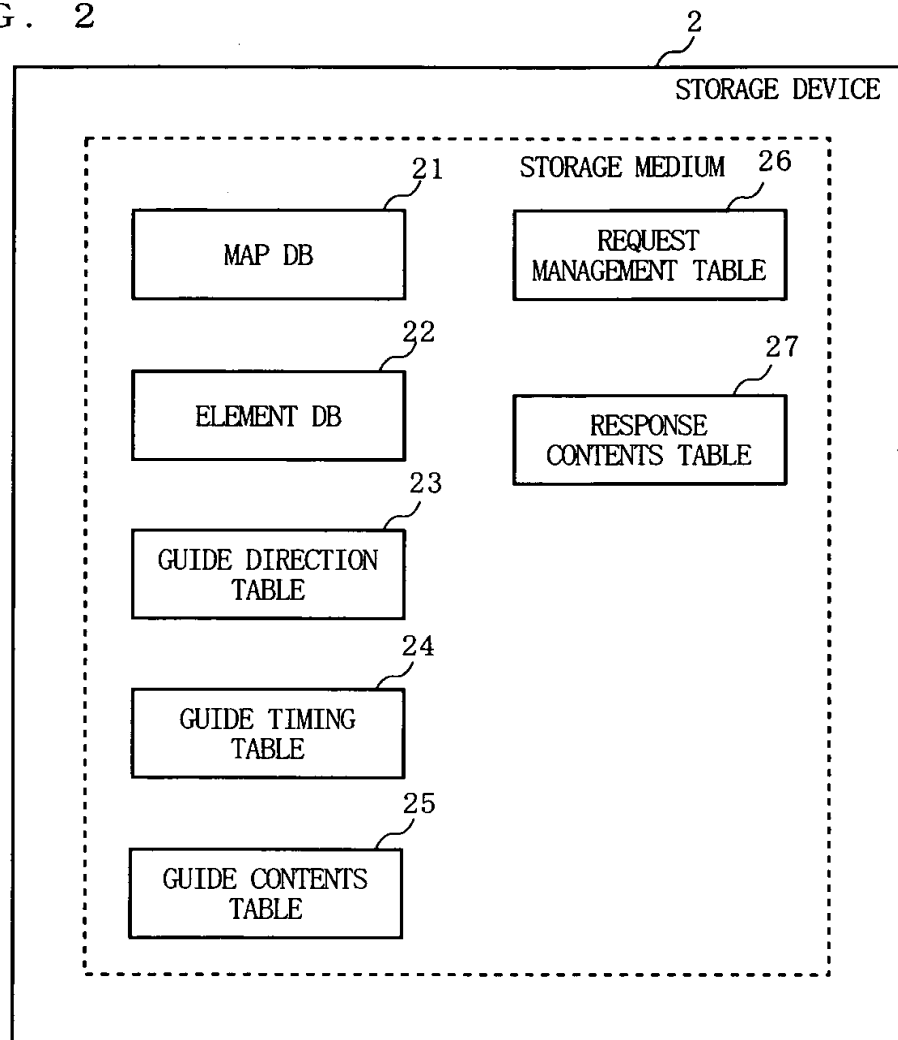 G. 2
2
STORAGE DEVICE
STORAGE MEDIUM
21
MAP DB
22
ELEMENT DB
23
GUIDE DIRECTION
TABLE
24
GUIDE TIMING
TABLE
25
GUIDE CONTENTS
TABLE
26
REQUEST
MANAGEMENT TABLE
27
RESPONSE
CONTENTS TABLE